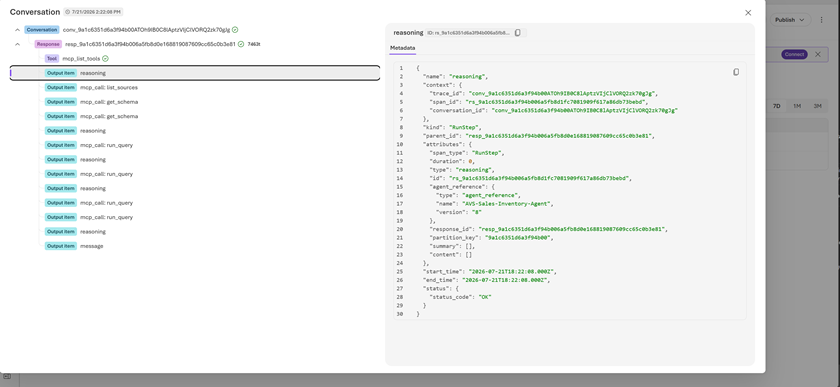 Conversation 7/21/2026 2:22:08 PM
Conversation conv_9a1c6351d6a3f94b00ATOh9IB0C8lAptzVIjClVORQ2zk70gJg
Response resp_9a1c6351d6a3f94b006a5fb8d0e168819087609cc65c0b3e81 7463t
Tool mcp_list_tools
Output item reasoning
Output item mcp_call: list_sources
Output item mcp_call: get_schema
Output item mcp_call: get_schema
Output item reasoning
Output item mcp_call: run_query
Output item reasoning
Output item mcp_call: run_query
Output item reasoning
Output item mcp_call: run_query
Output item mcp_call: run_query
Output item reasoning
Output item message
reasoning ID: rs_9a1c6351d6a3f94b006a5fb8...
Metadata
1 {
2 "name": "reasoning",
3 "context": {
4 "trace_id": "conv_9a1c6351d6a3f94b00ATOh9IB0C8lAptzVIjClVORQ2zk70gJg",
5 "span_id": "rs_9a1c6351d6a3f94b006a5fb8d1fc7081909f617a86db73bebd",
6 "conversation_id": "conv_9a1c6351d6a3f94b00ATOh9IB0C8lAptzVIjClVORQ2zk70gJg"
7 },
8 "kind": "RunStep",
9 "parent_id": "resp_9a1c6351d6a3f94b006a5fb8d0e168819087609cc65c0b3e81",
10 "attributes": {
11 "span_type": "RunStep",
12 "duration": 0,
13 "type": "reasoning",
14 "id": "rs_9a1c6351d6a3f94b006a5fb8d1fc7081909f617a86db73bebd",
15 "agent_reference": {
16 "type": "agent_reference",
17 "name": "AVG-Sales-Inventory-Agent",
18 "version": "8"
19 },
20 "response_id": "resp_9a1c6351d6a3f94b006a5fb8d0e168819087609cc65c0b3e81",
21 "partition_key": "9a1c6351d6a3f94b00",
22 "summary": [],
23 "content": []
24 },
25 "start_time": "2026-07-21T18:22:08.000Z",
26 "end_time": "2026-07-21T18:22:08.000Z",
27 "status": {
28 "status_code": "OK"
29 }
30 }
Publish
Connect
7D 1M 3M